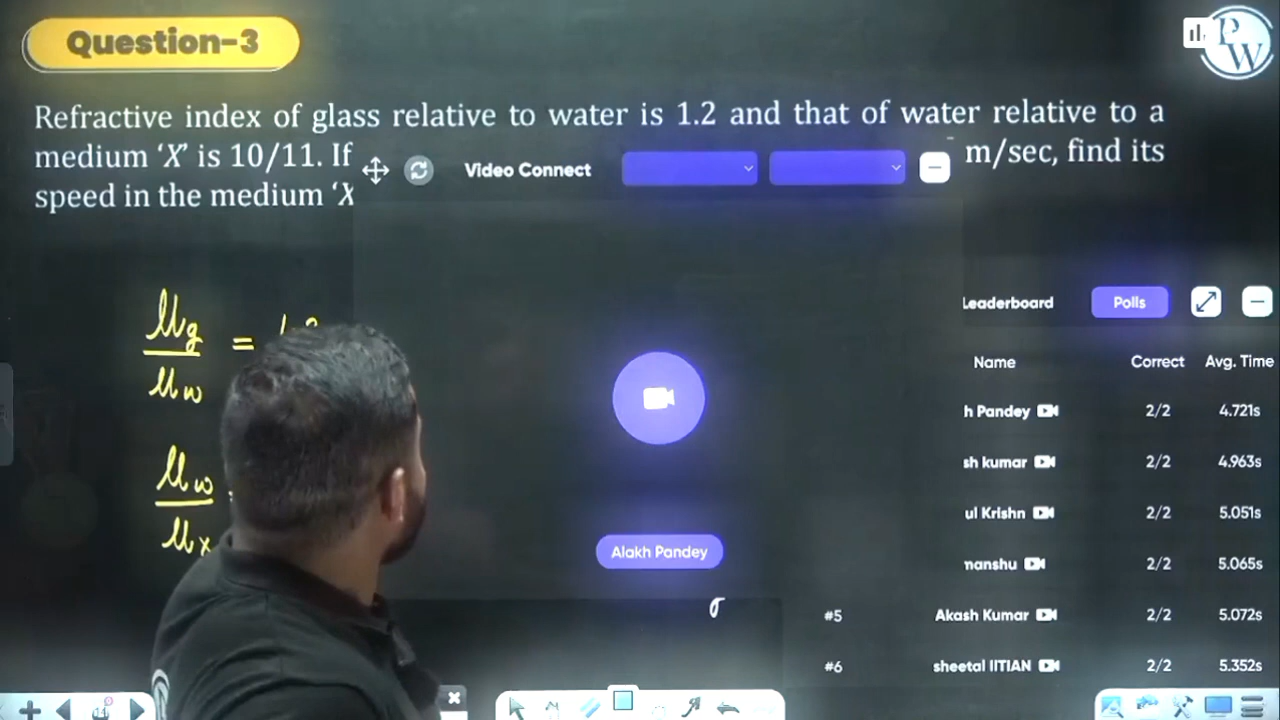 Question-3
PW
Refractive index of glass relative to water is 1.2 and that of water relative to a
medium 'X' is 10/11. If m/sec, find its
speed in the medium 'X
Video Connect
μg
=
μw
μw
μx
Leaderboard
Polls
Name Correct Avg. Time
h Pandey 2/2 4.721s
sh kumar 2/2 4.963s
ul Krishn 2/2 5.051s
nanshu 2/2 5.065s
#5 Akash Kumar 2/2 5.072s
#6 sheetal IITIAN 2/2 5.352s
Alakh Pandey